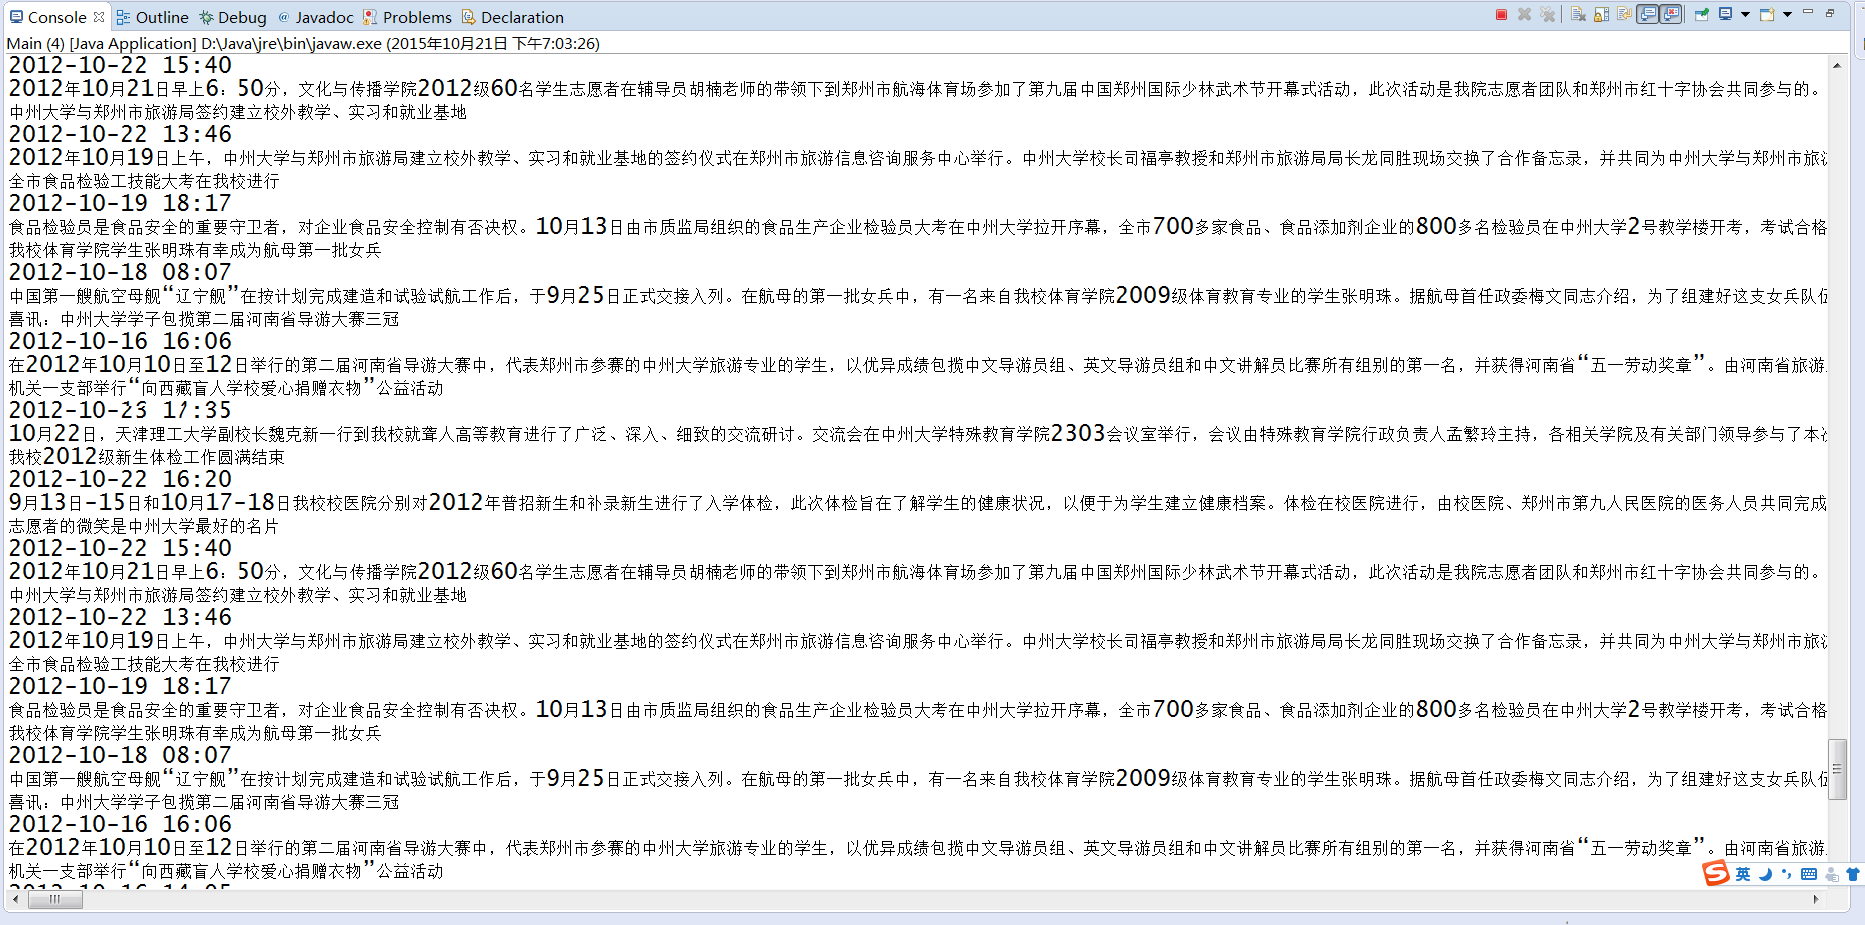 Console Outline Debug @ Javadoc Problems Declaration
Main (4) [Java Application] D:\Java\jre\bin\javaw.exe (2015年10月21日 下午7:03:26)
2012-10-22 15:40
2012年10月21日早上6：50分，文化与传播学院2012级60名学生志愿者在辅导员胡楠老师的带领下到郑州市航海体育场参加了第九届中国郑州国际少林武术节开幕式活动，此次活动是我院志愿者团队和郑州市红十字协会共同参与的。
中州大学与郑州市旅游局签约建立校外教学、实习和就业基地
2012-10-22 13:46
2012年10月19日上午，中州大学与郑州市旅游局建立校外教学、实习和就业基地的签约仪式在郑州市旅游信息咨询服务中心举行。中州大学校长司福亭教授和郑州市旅游局局长龙同胜现场交换了合作备忘录，并共同为中州大学与郑州市旅游
全市食品检验工技能大考在我校进行
2012-10-19 18:17
食品检验员是食品安全的重要守卫者，对企业食品安全控制有否决权。10月13日由市质监局组织的食品生产企业检验员大考在中州大学拉开序幕，全市700多家食品、食品添加剂企业的800多名检验员在中州大学2号教学楼开考，考试合格
我校体育学院学生张明珠有幸成为航母第一批女兵
2012-10-18 08:07
中国第一艘航空母舰“辽宁舰”在按计划完成建造和试验试航工作后，于9月25日正式交接入列。在航母的第一批女兵中，有一名来自我校体育学院2009级体育教育专业的学生张明珠。据航母首任政委梅文同志介绍，为了组建好这支女兵队伍
喜讯：中州大学学子包揽第二届河南省导游大赛三冠
2012-10-16 16:06
在2012年10月10日至12日举行的第二届河南省导游大赛中，代表郑州市参赛的中州大学旅游专业的学生，以优异成绩包揽中文导游员组、英文导游员组和中文讲解员比赛所有组别的第一名，并获得河南省“五一劳动奖章”。由河南省旅游
机关一支部举行“向西藏盲人学校爱心捐赠衣物”公益活动
2012-10-23 17:35
10月22日，天津理工大学副校长魏克新一行到我校就聋人高等教育进行了广泛、深入、细致的交流研讨。交流会在中州大学特殊教育学院2303会议室举行，会议由特殊教育学院行政负责人孟繁玲主持，各相关学院及有关部门领导参与了本次
我校2012级新生体检工作圆满结束
2012-10-22 16:20
9月13日-15日和10月17-18日我校校医院分别对2012年普招新生和补录新生进行了入学体检，此次体检旨在了解学生的健康状况，以便于为学生建立健康档案。体检在校医院进行，由校医院、郑州市第九人民医院的医务人员共同完成
志愿者的微笑是中州大学最好的名片
2012-10-22 15:40
2012年10月21日早上6：50分，文化与传播学院2012级60名学生志愿者在辅导员胡楠老师的带领下到郑州市航海体育场参加了第九届中国郑州国际少林武术节开幕式活动，此次活动是我院志愿者团队和郑州市红十字协会共同参与的。
中州大学与郑州市旅游局签约建立校外教学、实习和就业基地
2012-10-22 13:46
2012年10月19日上午，中州大学与郑州市旅游局建立校外教学、实习和就业基地的签约仪式在郑州市旅游信息咨询服务中心举行。中州大学校长司福亭教授和郑州市旅游局局长龙同胜现场交换了合作备忘录，并共同为中州大学与郑州市旅游
全市食品检验工技能大考在我校进行
2012-10-19 18:17
食品检验员是食品安全的重要守卫者，对企业食品安全控制有否决权。10月13日由市质监局组织的食品生产企业检验员大考在中州大学拉开序幕，全市700多家食品、食品添加剂企业的800多名检验员在中州大学2号教学楼开考，考试合格
我校体育学院学生张明珠有幸成为航母第一批女兵
2012-10-18 08:07
中国第一艘航空母舰“辽宁舰”在按计划完成建造和试验试航工作后，于9月25日正式交接入列。在航母的第一批女兵中，有一名来自我校体育学院2009级体育教育专业的学生张明珠。据航母首任政委梅文同志介绍，为了组建好这支女兵队伍
喜讯：中州大学学子包揽第二届河南省导游大赛三冠
2012-10-16 16:06
在2012年10月10日至12日举行的第二届河南省导游大赛中，代表郑州市参赛的中州大学旅游专业的学生，以优异成绩包揽中文导游员组、英文导游员组和中文讲解员比赛所有组别的第一名，并获得河南省“五一劳动奖章”。由河南省旅游
机关一支部举行“向西藏盲人学校爱心捐赠衣物”公益活动
2012-10-16 14:05
英